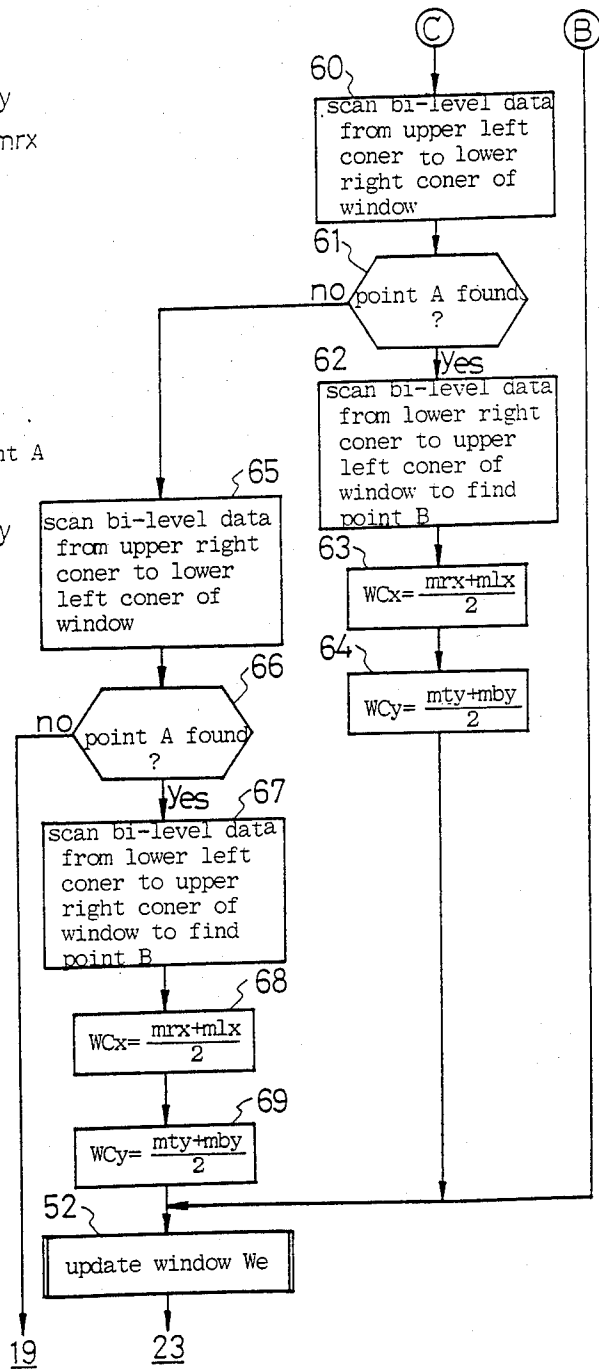 C
B
y
mrx
60
scan bi-level data
from upper left
coner to lower
right coner of
window
61
no
point A found
?
62
yes
scan bi-level data
from lower right
coner to upper
left coner of
window to find
point B
nt A
y
65
scan bi-level data
from upper right
coner to lower
left coner of
window
63
WCx= mrx+mlx
2
64
WCy= mty+mby
2
66
no
point A found
?
yes
67
scan bi-level data
from lower left
coner to upper
right coner of
window to find
point B
68
WCx= mrx+mlx
2
69
WCy= mty+mby
2
52
update window We
19
23